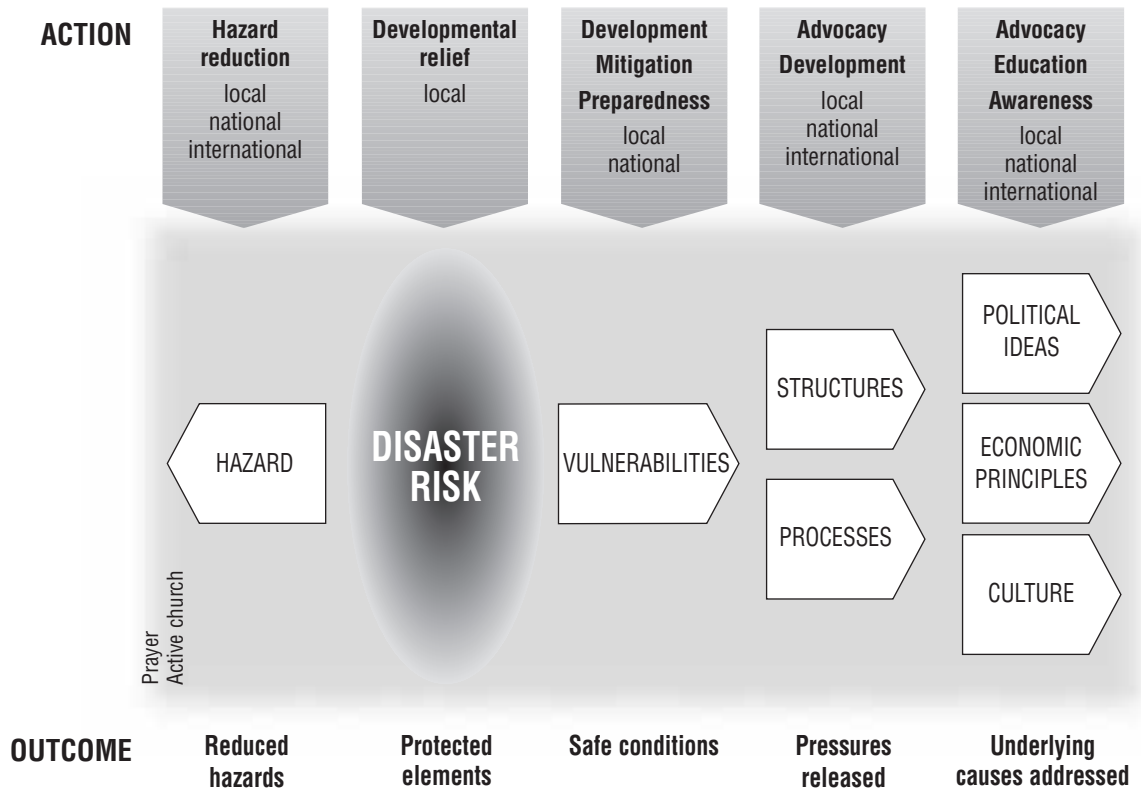 ACTION
Hazard
reduction
local
national
international
Developmental
relief
local
Development
Mitigation
Preparedness
local
national
Advocacy
Development
local
national
international
Advocacy
Education
Awareness
local
national
international
HAZARD
DISASTER
RISK
VULNERABILITIES
STRUCTURES
PROCESSES
POLITICAL
IDEAS
ECONOMIC
PRINCIPLES
CULTURE
Prayer
Active church
OUTCOME
Reduced
hazards
Protected
elements
Safe conditions
Pressures
released
Underlying
causes addressed